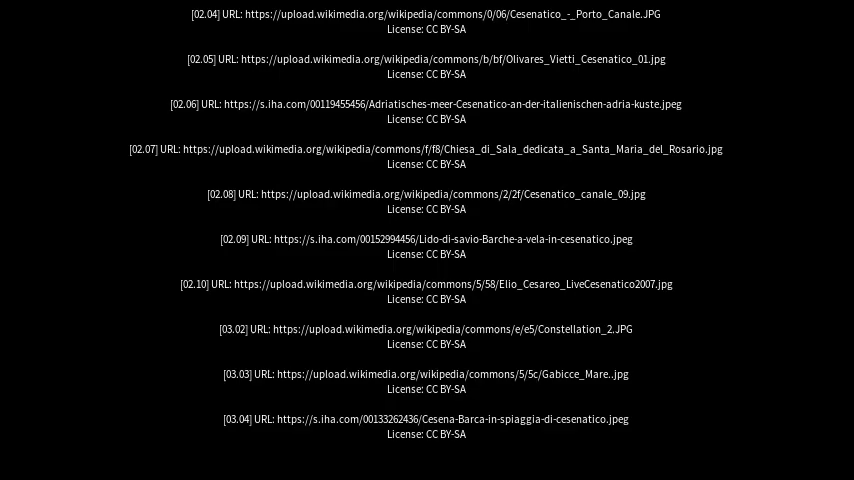 [02.04] URL: https://upload.wikimedia.org/wikipedia/commons/0/06/Cesenatico_-_Porto_Canale.JPG
License: CC BY-SA
[02.05] URL: https://upload.wikimedia.org/wikipedia/commons/b/bf/Olivares_Vietti_Cesenatico_01.jpg
License: CC BY-SA
[02.06] URL: https://s.iha.com/00119455456/Adriatisches-meer-Cesenatico-an-der-italienischen-adria-kuste.jpeg
License: CC BY-SA
[02.07] URL: https://upload.wikimedia.org/wikipedia/commons/f/f8/Chiesa_di_Sala_dedicata_a_Santa_Maria_del_Rosario.jpg
License: CC BY-SA
[02.08] URL: https://upload.wikimedia.org/wikipedia/commons/2/2f/Cesenatico_canale_09.jpg
License: CC BY-SA
[02.09] URL: https://s.iha.com/00152994456/Lido-di-savio-Barche-a-vela-in-cesenatico.jpeg
License: CC BY-SA
[02.10] URL: https://upload.wikimedia.org/wikipedia/commons/5/58/Elio_Cesareo_LiveCesenatico2007.jpg
License: CC BY-SA
[03.02] URL: https://upload.wikimedia.org/wikipedia/commons/e/e5/Constellation_2.JPG
License: CC BY-SA
[03.03] URL: https://upload.wikimedia.org/wikipedia/commons/5/5c/Gabicce_Mare..jpg
License: CC BY-SA
[03.04] URL: https://s.iha.com/00133262436/Cesena-Barca-in-spiaggia-di-cesenatico.jpeg
License: CC BY-SA